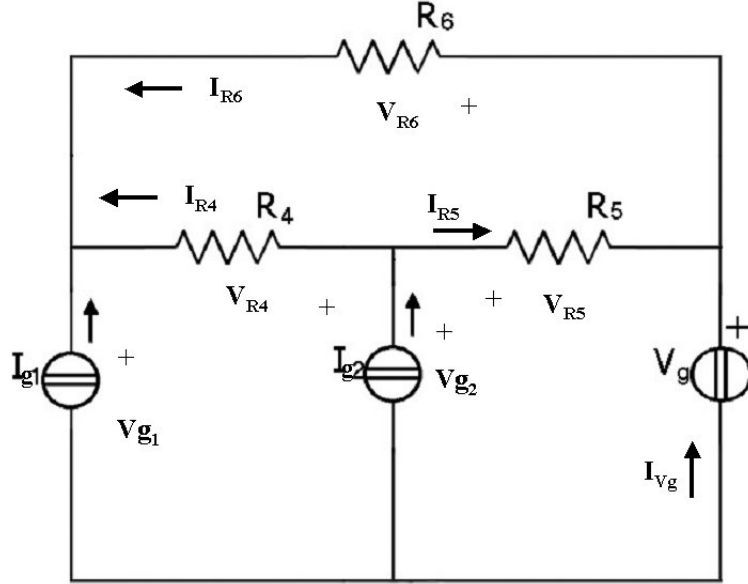 R6
IR6
VR6 +
IR4
R4
IR5
R5
VR4 +
+ VR5
+
+
+
Ig1
Ig2
Vg
Vg1
Vg2
IVg